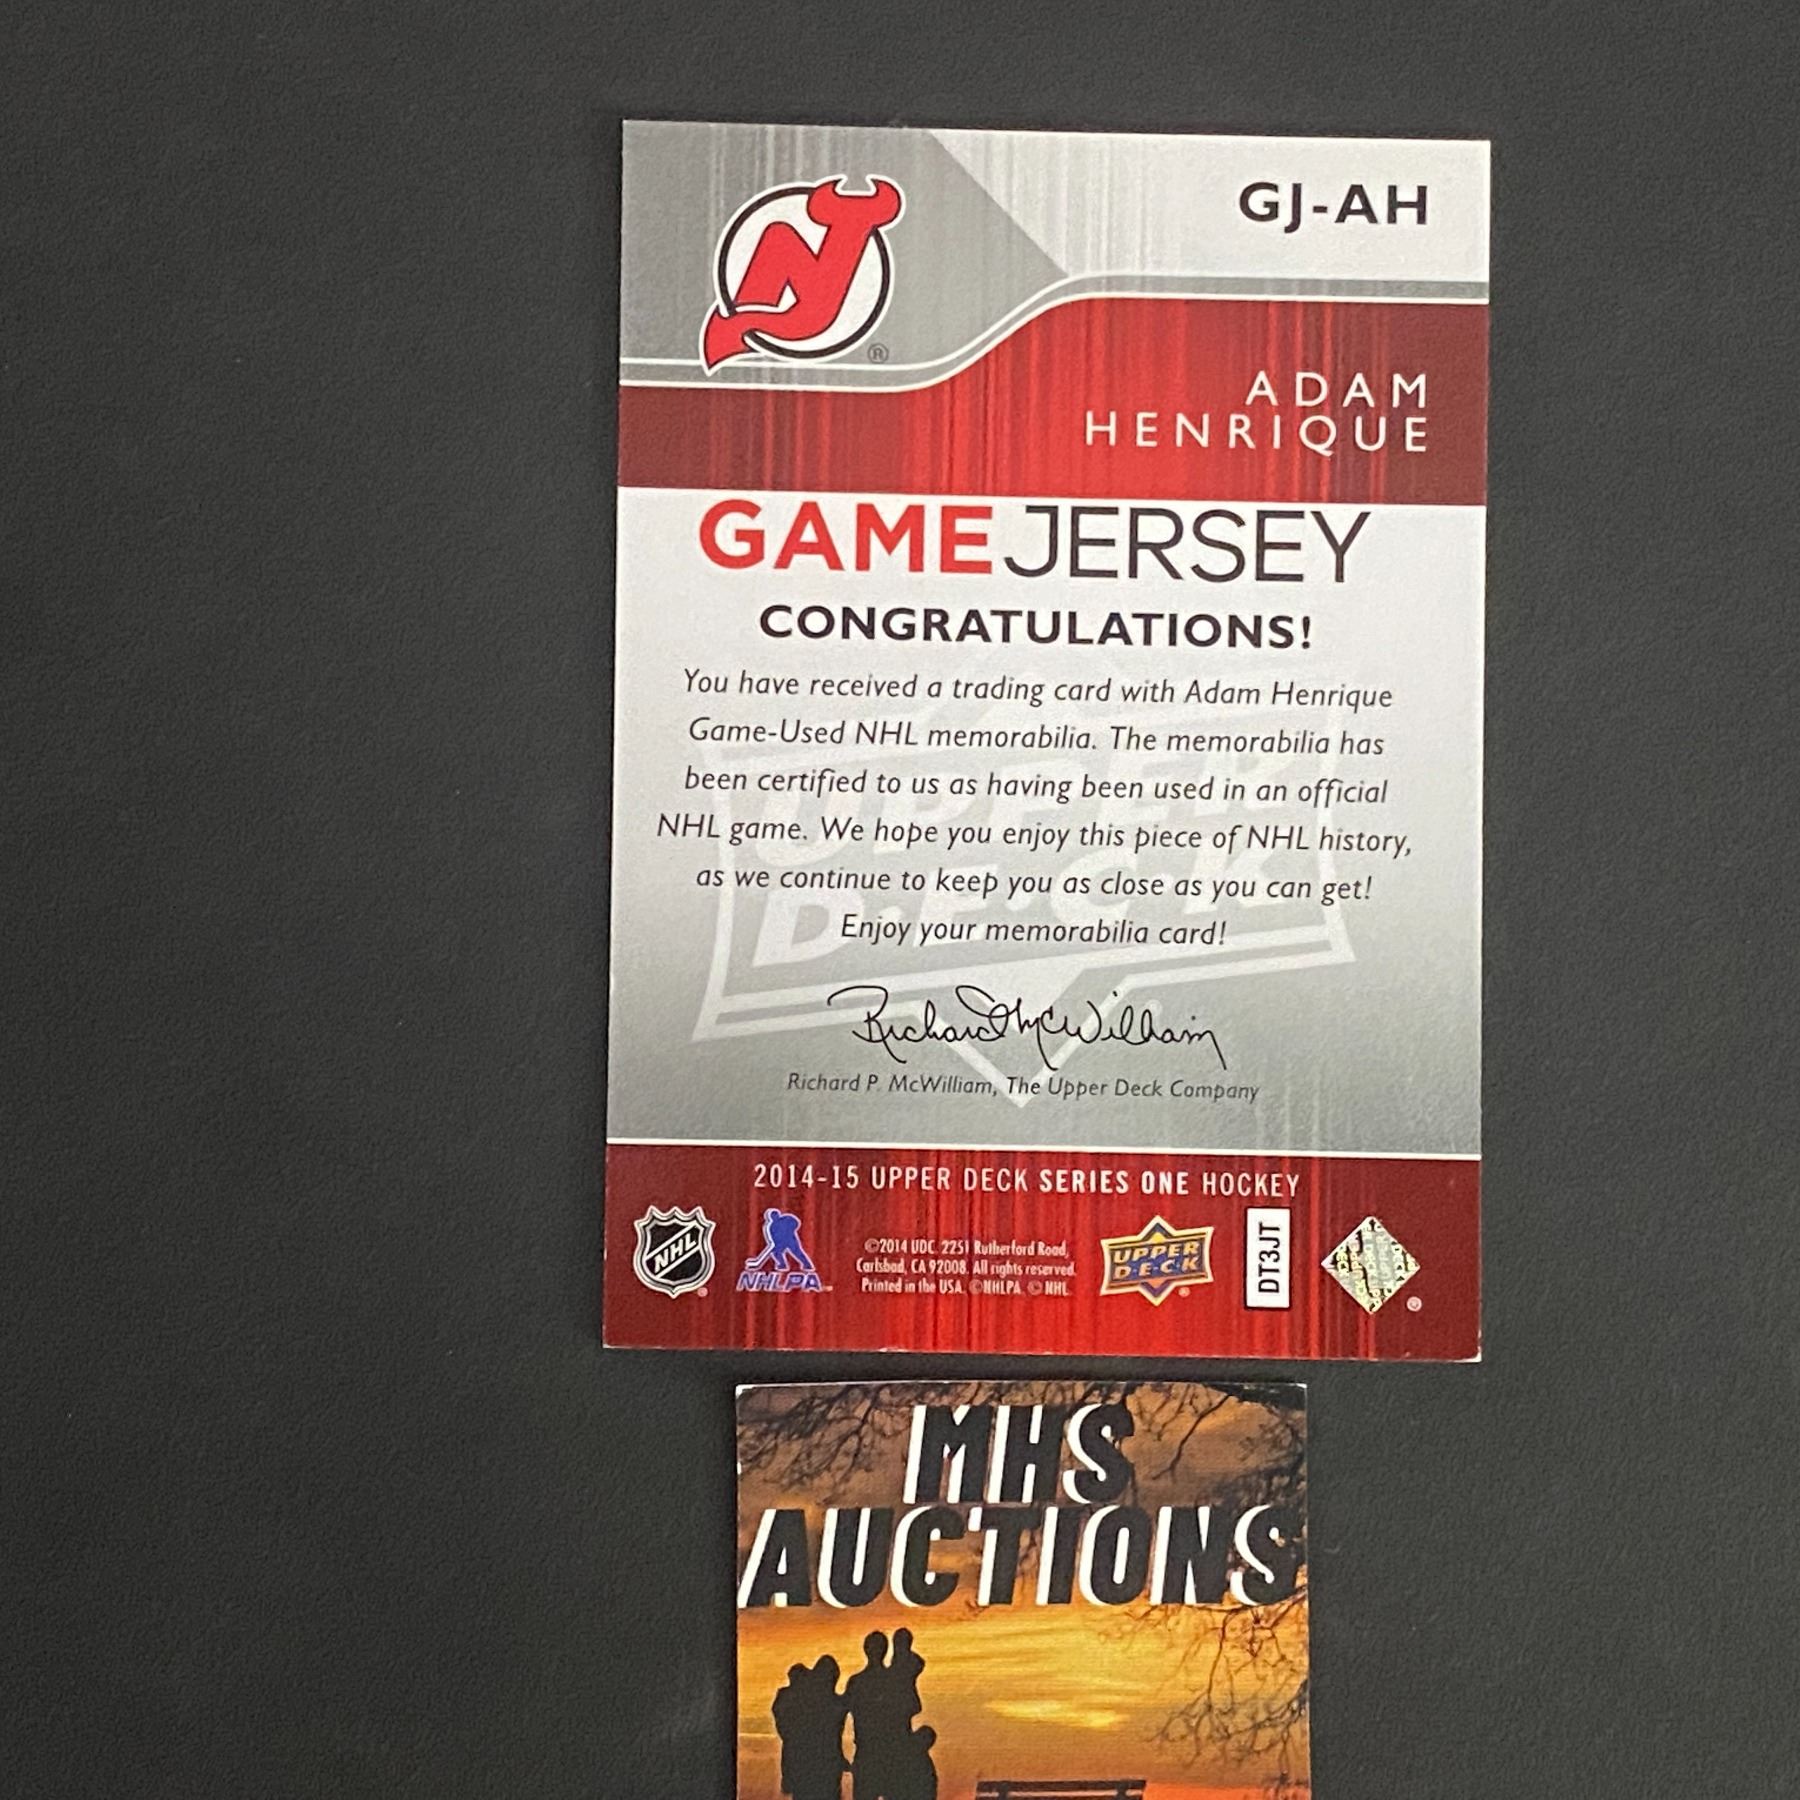 GJ-AH
ADAM
HENRIQUE
GAMEJERSEY
CONGRATULATIONS!
You have received a trading card with Adam Henrique
Game-Used NHL memorabilia. The memorabilia has
been certified to us as having been used in an official
NHL game. We hope you enjoy this piece of NHL history,
as we continue to keep you as close as you can get!
Enjoy your memorabilia card!
UPPER
D·E·C·K
Richard McWilliam
Richard P. McWilliam, The Upper Deck Company
2014-15 UPPER DECK SERIES ONE HOCKEY
NHL
NHLPA
©2014 UDC. 2251 Rutherford Road,
Carlsbad, CA 92008. All rights reserved.
Printed in the USA. ©NHLPA. © NHL
UPPER
D·E·C·K
DT3JT
MHS
AUCTIONS